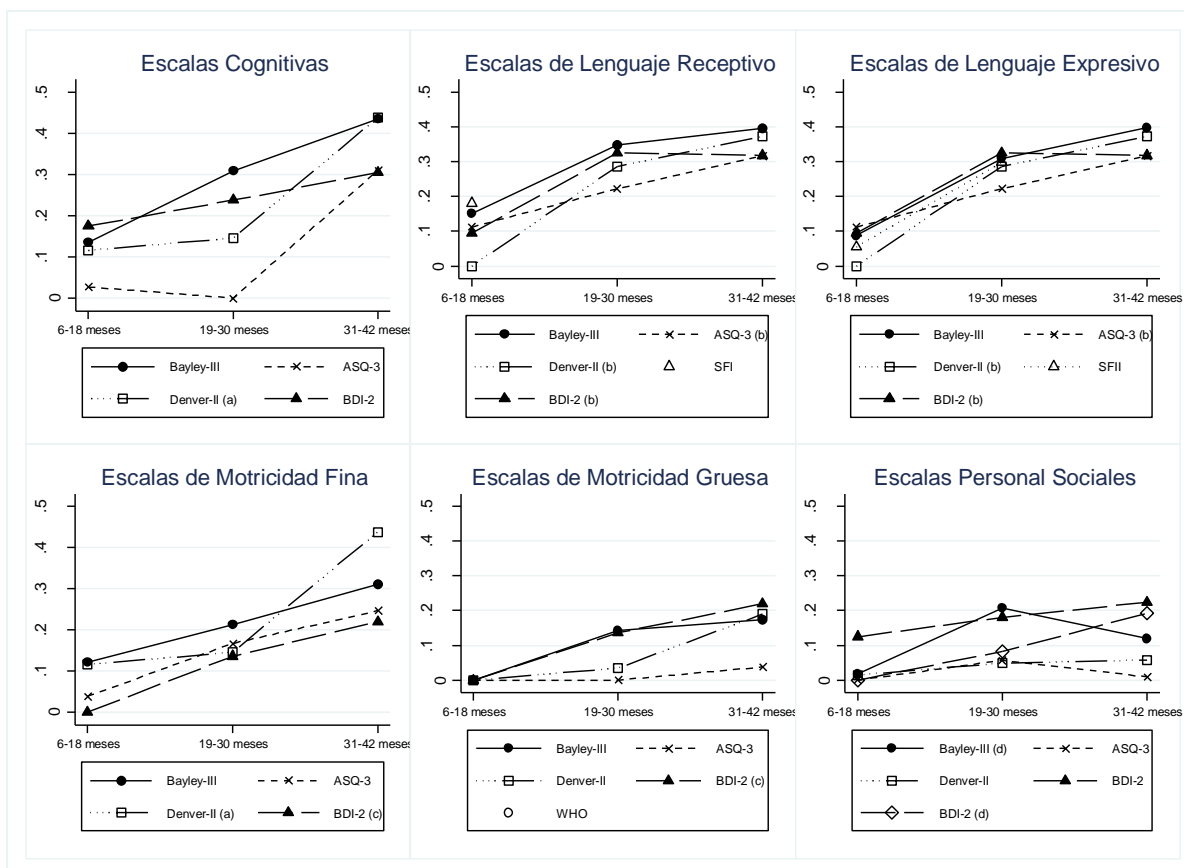 Escalas Cognitivas
.5
.4
.3
.2
.1
0
6-18 meses 19-30 meses 31-42 meses
Bayley-III ASQ-3
Denver-II (a) BDI-2
Escalas de Lenguaje Receptivo
.5
.4
.3
.2
.1
0
6-18 meses 19-30 meses 31-42 meses
Bayley-III ASQ-3 (b)
Denver-II (b) SFI
BDI-2 (b)
Escalas de Lenguaje Expresivo
.5
.4
.3
.2
.1
0
6-18 meses 19-30 meses 31-42 meses
Bayley-III ASQ-3 (b)
Denver-II (b) SFII
BDI-2 (b)
Escalas de Motricidad Fina
.5
.4
.3
.2
.1
0
6-18 meses 19-30 meses 31-42 meses
Bayley-III ASQ-3
Denver-II (a) BDI-2 (c)
Escalas de Motricidad Gruesa
.5
.4
.3
.2
.1
0
6-18 meses 19-30 meses 31-42 meses
Bayley-III ASQ-3
Denver-II BDI-2 (c)
WHO
Escalas Personal Sociales
.5
.4
.3
.2
.1
0
6-18 meses 19-30 meses 31-42 meses
Bayley-III (d) ASQ-3
Denver-II BDI-2
BDI-2 (d)